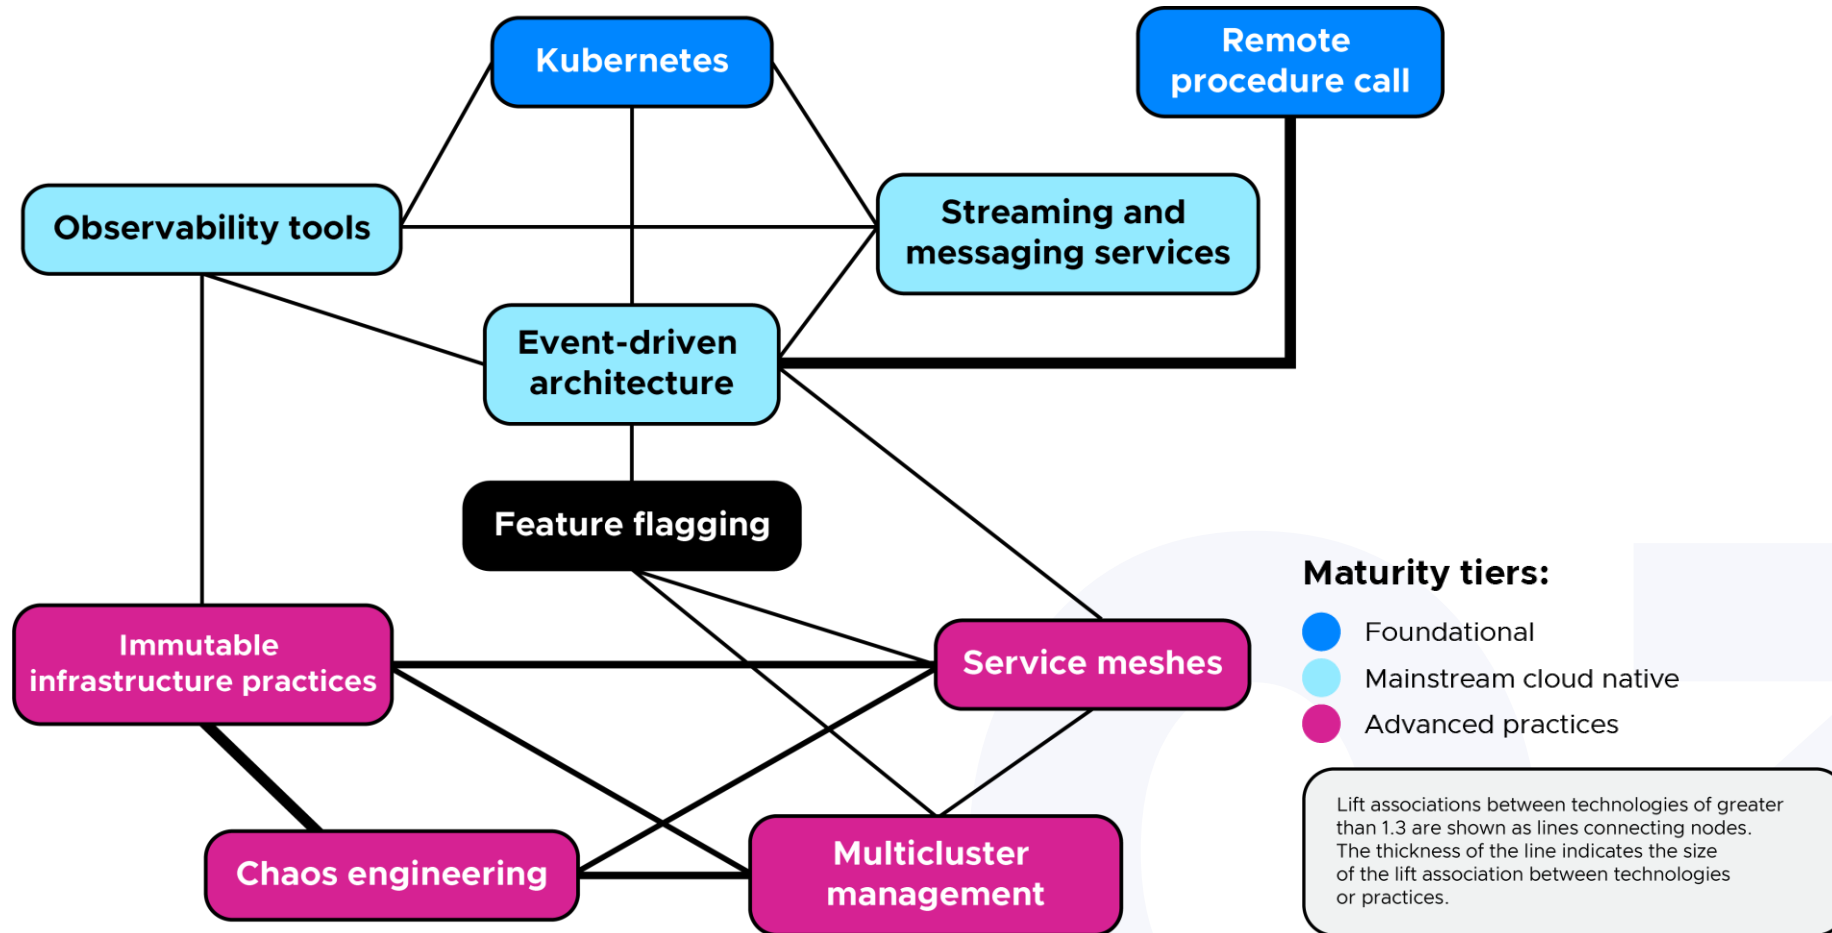 Kubernetes
Remote
procedure call
Observability tools
Streaming and
messaging services
Event-driven
architecture
Feature flagging
Immutable
infrastructure practices
Service meshes
Chaos engineering
Multicluster
management
Maturity tiers:
Foundational
Mainstream cloud native
Advanced practices
Lift associations between technologies of greater
than 1.3 are shown as lines connecting nodes.
The thickness of the line indicates the size
of the lift association between technologies
or practices.